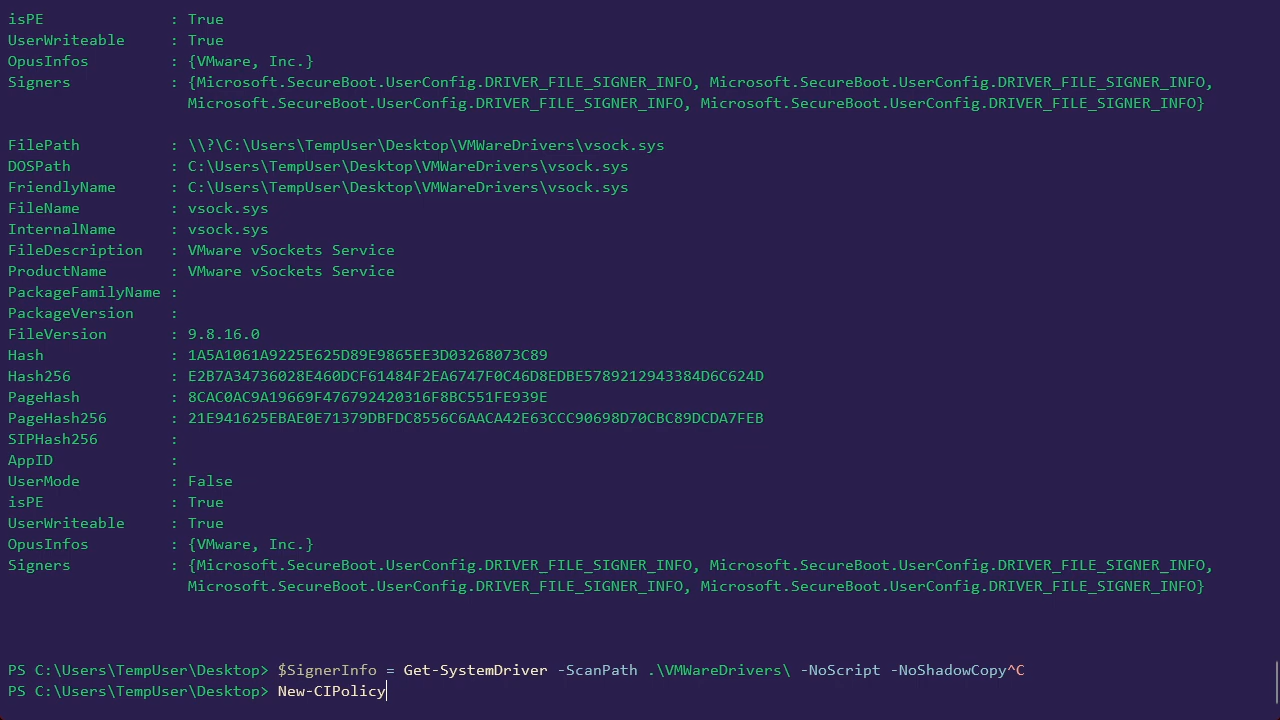 isPE : True
UserWriteable : True
OpusInfos : {VMware, Inc.}
Signers : {Microsoft.SecureBoot.UserConfig.DRIVER_FILE_SIGNER_INFO, Microsoft.SecureBoot.UserConfig.DRIVER_FILE_SIGNER_INFO,
Microsoft.SecureBoot.UserConfig.DRIVER_FILE_SIGNER_INFO, Microsoft.SecureBoot.UserConfig.DRIVER_FILE_SIGNER_INFO}
FilePath : \\?\C:\Users\TempUser\Desktop\VMWareDrivers\vsock.sys
DOSPath : C:\Users\TempUser\Desktop\VMWareDrivers\vsock.sys
FriendlyName : C:\Users\TempUser\Desktop\VMWareDrivers\vsock.sys
FileName : vsock.sys
InternalName : vsock.sys
FileDescription : VMware vSockets Service
ProductName : VMware vSockets Service
PackageFamilyName :
PackageVersion :
FileVersion : 9.8.16.0
Hash : 1A5A1061A9225E625D89E9865EE3D03268073C89
Hash256 : E2B7A34736028E460DCF61484F2EA6747F0C46D8EDBE5789212943384D6C624D
PageHash : 8CAC0AC9A19669F476792420316F8BC551FE939E
PageHash256 : 21E941625EBAE0E71379DBFDC8556C6AACA42E63CCC90698D70CBC89DCDA7FEB
SIPHash256 :
AppID :
UserMode : False
isPE : True
UserWriteable : True
OpusInfos : {VMware, Inc.}
Signers : {Microsoft.SecureBoot.UserConfig.DRIVER_FILE_SIGNER_INFO, Microsoft.SecureBoot.UserConfig.DRIVER_FILE_SIGNER_INFO,
Microsoft.SecureBoot.UserConfig.DRIVER_FILE_SIGNER_INFO, Microsoft.SecureBoot.UserConfig.DRIVER_FILE_SIGNER_INFO}
PS C:\Users\TempUser\Desktop> $SignerInfo = Get-SystemDriver -ScanPath .\VMWareDrivers\ -NoScript -NoShadowCopy^C
PS C:\Users\TempUser\Desktop> New-CIPolicy